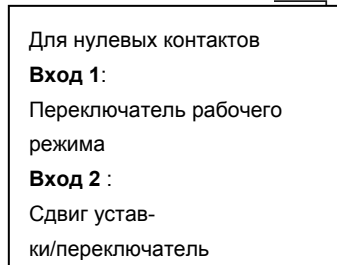 Для нулевых контактов
Вход 1:
Переключатель рабочего
режима
Вход 2 :
Сдвиг устав-
ки/переключатель